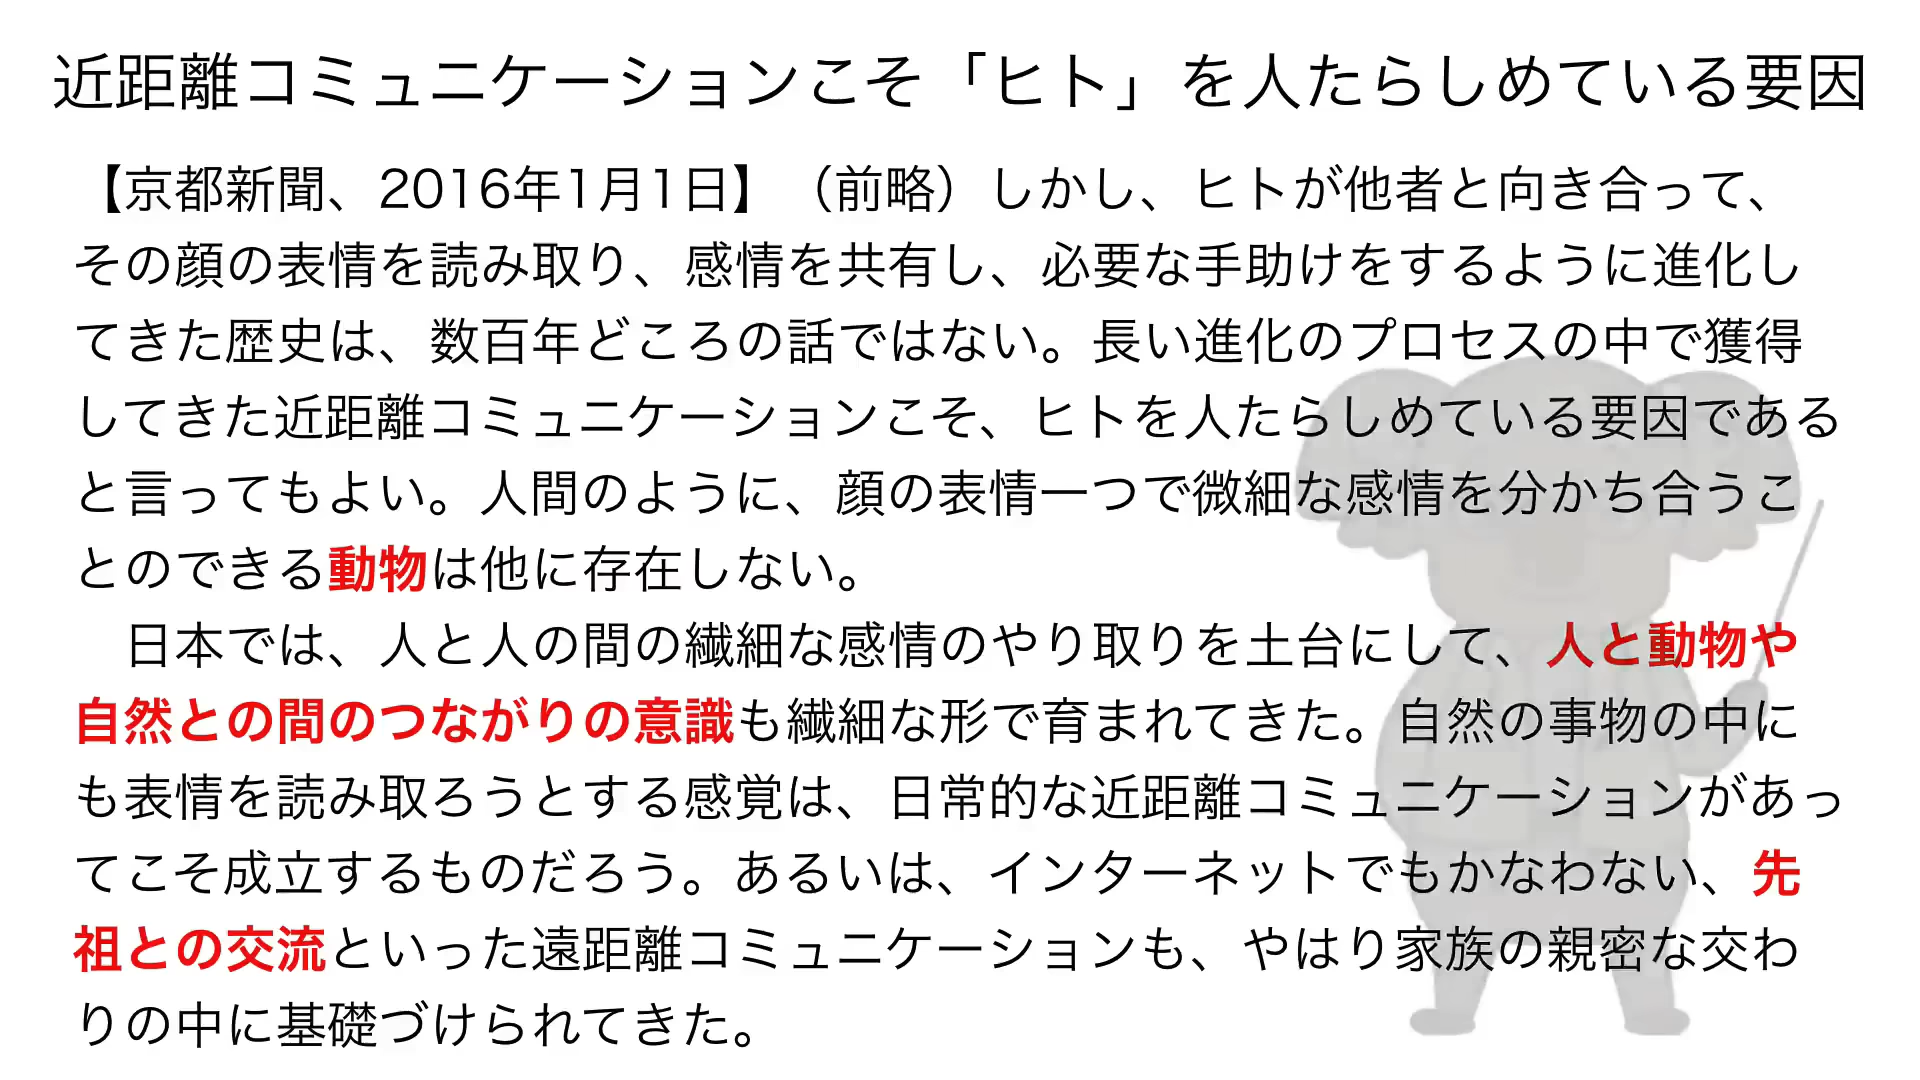 近距離コミュニケーションこそ「ヒト」を人たらしめている要因
【京都新聞、2016年1月1日】（前略）しかし、ヒトが他者と向き合って、
その顔の表情を読み取り、感情を共有し、必要な手助けをするように進化し
てきた歴史は、数百年どころの話ではない。長い進化のプロセスの中で獲得
してきた近距離コミュニケーションこそ、ヒトを人たらしめている要因である
と言ってもよい。人間のように、顔の表情一つで微細な感情を分かち合うこ
とのできる動物は他に存在しない。
日本では、人と人の間の繊細な感情のやり取りを土台にして、人と動物や
自然との間のつながりの意識も繊細な形で育まれてきた。自然の事物の中に
も表情を読み取ろうとする感覚は、日常的な近距離コミュニケーションがあっ
てこそ成立するものだろう。あるいは、インターネットでもかなわない、先
祖との交流といった遠距離コミュニケーションも、やはり家族の親密な交わ
りの中に基礎づけられてきた。